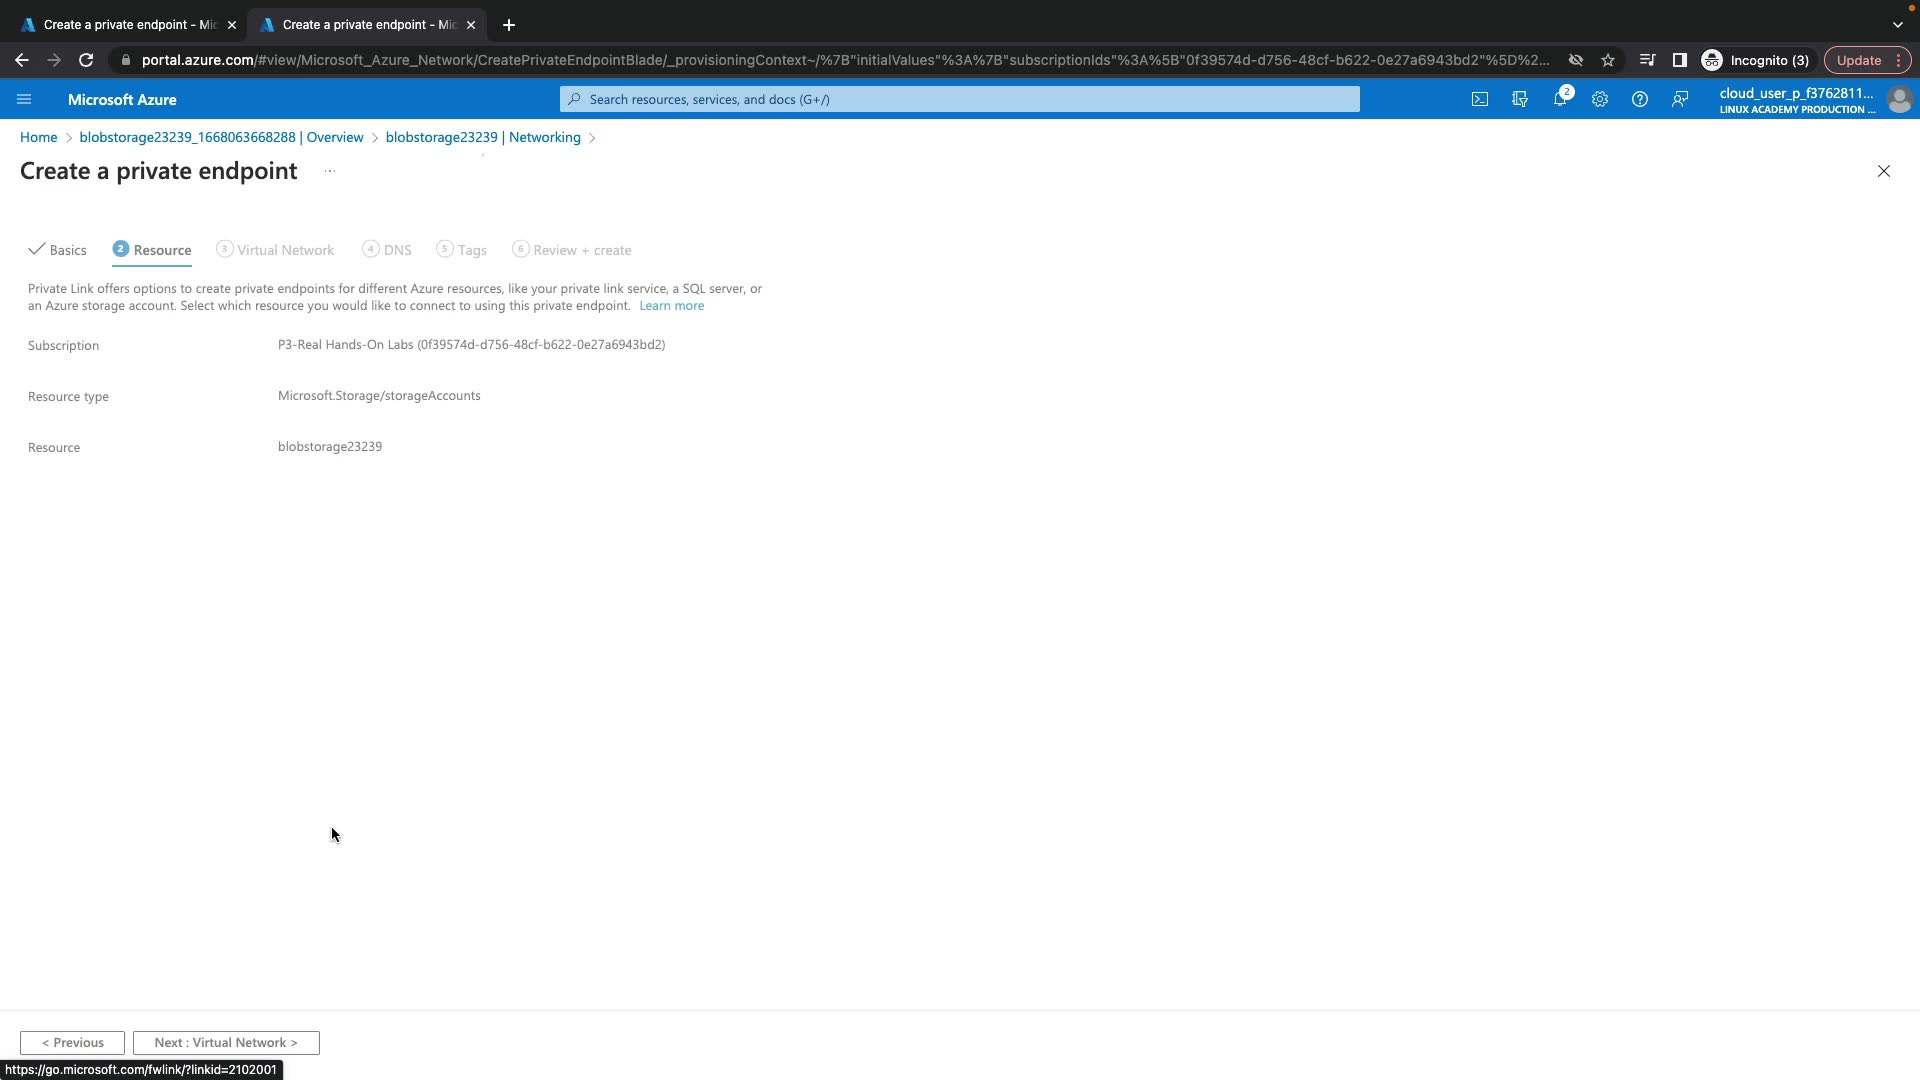 Create a private endpoint - Mic
Create a private endpoint - Mic
portal.azure.com/#view/Microsoft_Azure_Network/CreatePrivateEndpointBlade/_provisioningContext~/%7B"initialValues"%3A%7B"subscriptionIds"%3A%5B"0f39574d-d756-48cf-b622-0e27a6943bd2"%5D%2...
Incognito (3)
Update
Microsoft Azure
Search resources, services, and docs (G+/)
2
cloud_user_p_f3762811...
LINUX ACADEMY PRODUCTION ...
Home > blobstorage23239_1668063668288 | Overview > blobstorage23239 | Networking >
Create a private endpoint ...
Basics 2 Resource 3 Virtual Network 4 DNS 5 Tags 6 Review + create
Private Link offers options to create private endpoints for different Azure resources, like your private link service, a SQL server, or
an Azure storage account. Select which resource you would like to connect to using this private endpoint. Learn more
Subscription P3-Real Hands-On Labs (0f39574d-d756-48cf-b622-0e27a6943bd2)
Resource type Microsoft.Storage/storageAccounts
Resource blobstorage23239
< Previous
Next : Virtual Network >
https://go.microsoft.com/fwlink/?linkid=2102001